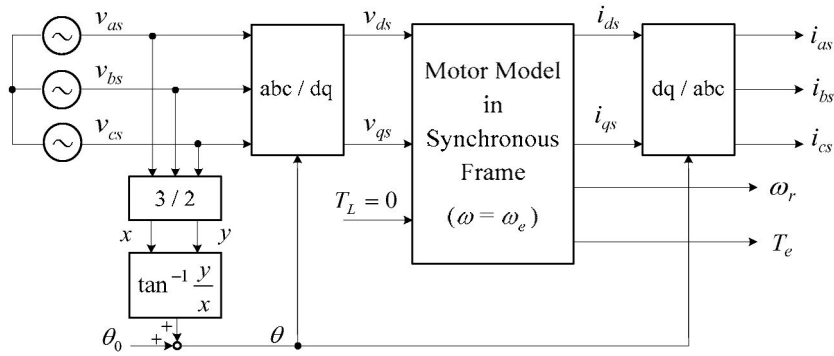 v_as
v_bs
v_cs
abc / dq
v_ds
v_qs
T_L = 0
Motor Model
in
Synchronous
Frame
(ω = ω_e)
i_ds
i_qs
dq / abc
i_as
i_bs
i_cs
ω_r
T_e
3 / 2
x y
tan⁻¹ y/x
+
θ₀ + θ